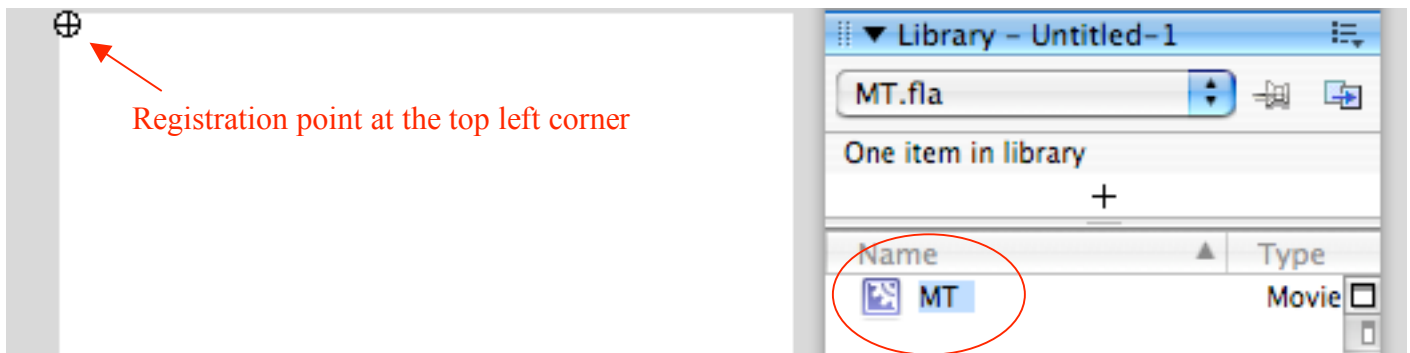 Registration point at the top left corner
Library – Untitled-1
MT.fla
One item in library
Name Type
MT Movie